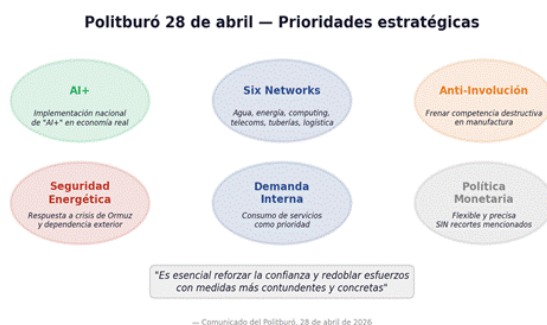 Politburó 28 de abril — Prioridades estratégicas
AI+
Implementación nacional
de "AI+" en economía real
Six Networks
Agua, energía, computing,
telecoms, tuberías, logística
Anti-Involución
Frenar competencia destructiva
en manufactura
Seguridad
Energética
Respuesta a crisis de Ormuz
y dependencia exterior
Demanda
Interna
Consumo de servicios
como prioridad
Política
Monetaria
Flexible y precisa
SIN recortes mencionados
"Es esencial reforzar la confianza y redoblar esfuerzos
con medidas más contundentes y concretas"
— Comunicado del Politburó, 28 de abril de 2026